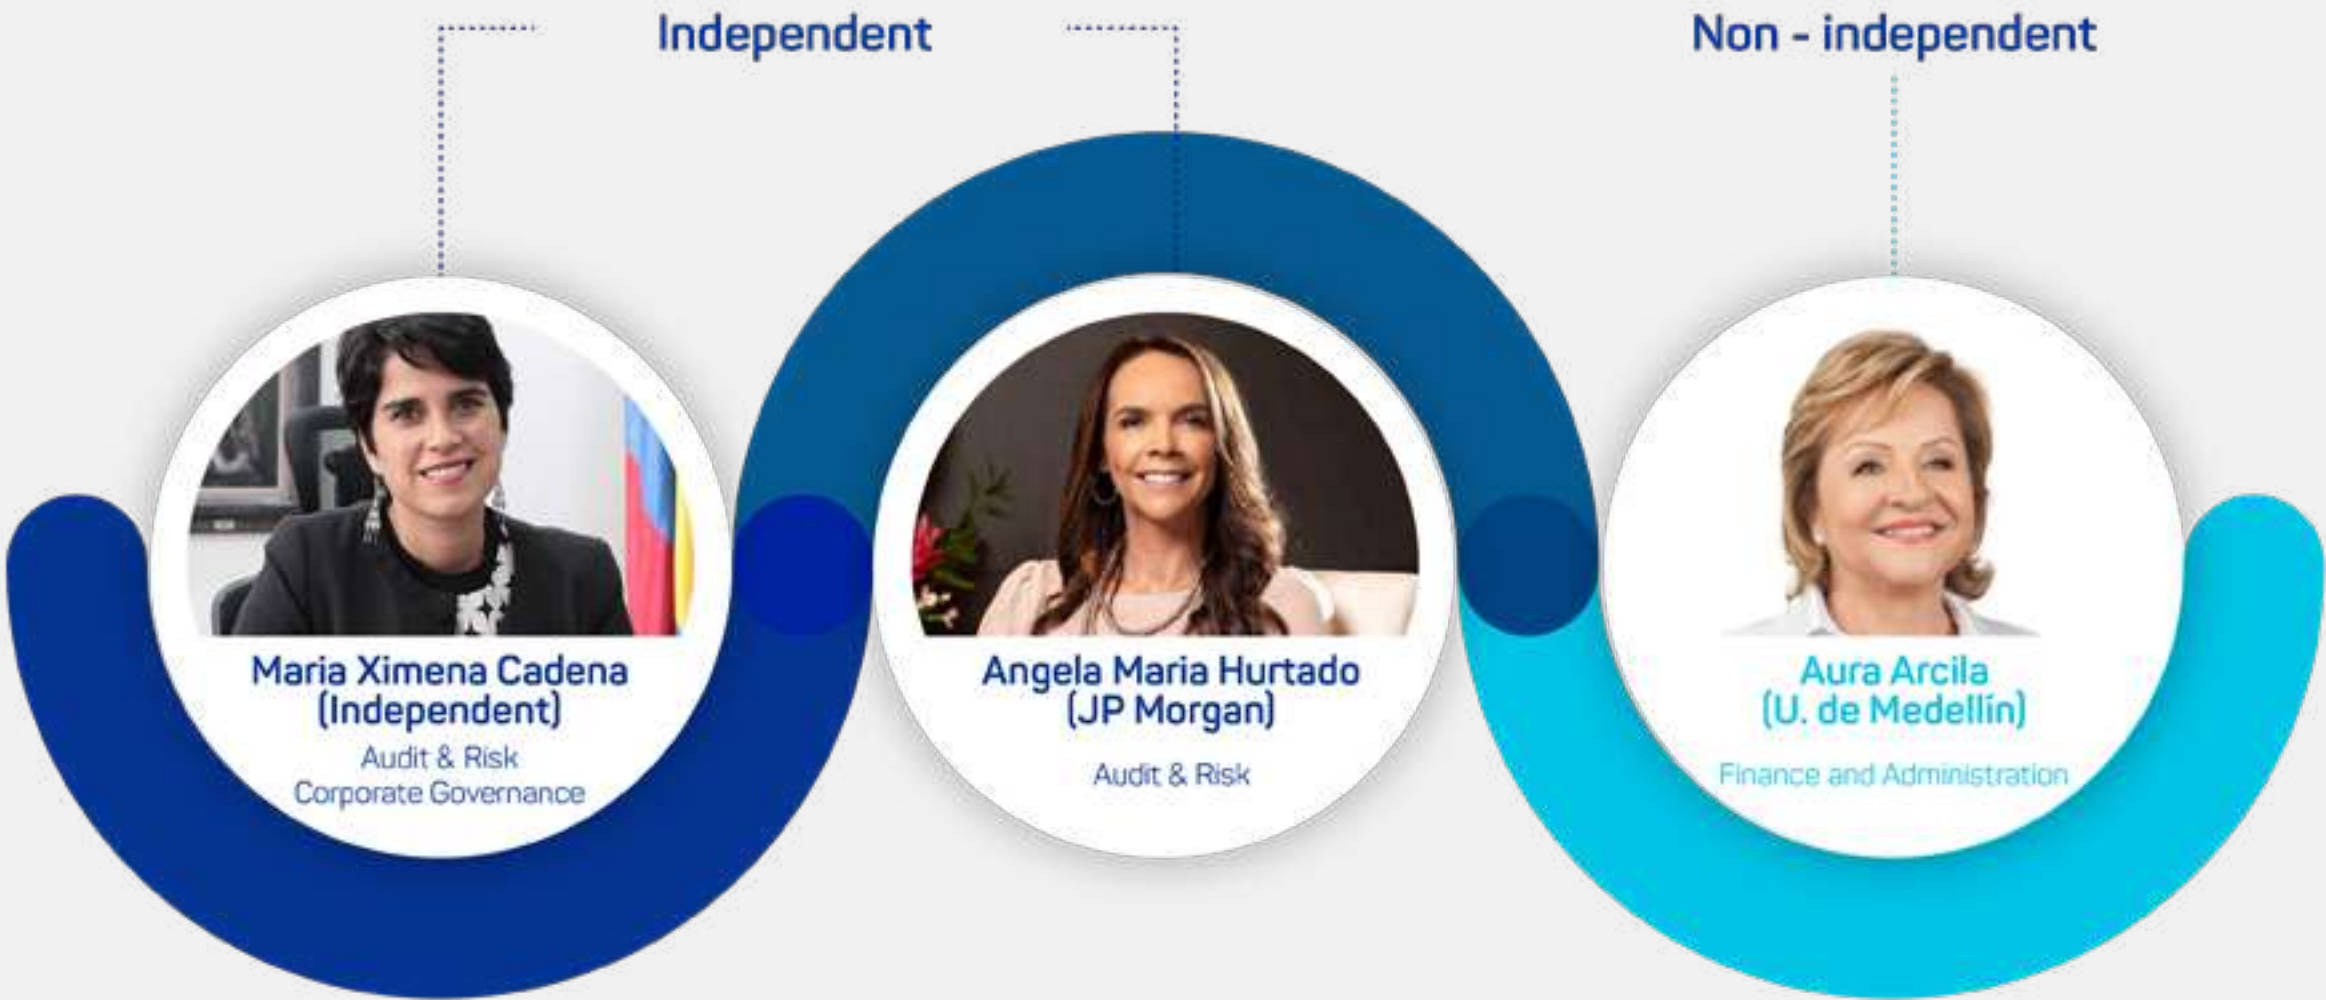 Independent
Non - independent
Maria Ximena Cadena
(Independent)
Audit & Risk
Corporate Governance
Angela Maria Hurtado
(JP Morgan)
Audit & Risk
Aura Arcila
(U. de Medellín)
Finance and Administration